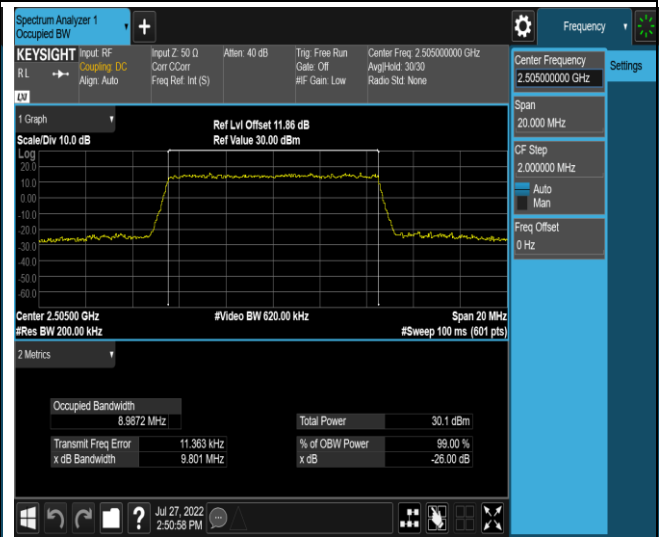 Spectrum Analyzer 1
Occupied BW
+
Frequency
KEYSIGHT
RL
LXI
Input: RF
Coupling: DC
Align: Auto
Input Z: 50 Ω
Corr CCorr
Freq Ref: Int (S)
Atten: 40 dB
Trig: Free Run
Gate: Off
#IF Gain: Low
Center Freq: 2.505000000 GHz
Avg|Hold: 30/30
Radio Std: None
Center Frequency
2.505000000 GHz
Settings
Span
20.000 MHz
CF Step
2.000000 MHz
Auto
Man
Freq Offset
0 Hz
1 Graph
Scale/Div 10.0 dB
Ref Lvl Offset 11.86 dB
Ref Value 30.00 dBm
Log
20.0
10.0
0.00
-10.0
-20.0
-30.0
-40.0
-50.0
-60.0
Center 2.50500 GHz
#Video BW 620.00 kHz
Span 20 MHz
#Res BW 200.00 kHz
#Sweep 100 ms (601 pts)
2 Metrics
Occupied Bandwidth
8.9872 MHz
Total Power 30.1 dBm
Transmit Freq Error 11.363 kHz
% of OBW Power 99.00 %
x dB Bandwidth 9.801 MHz
x dB -26.00 dB
?
Jul 27, 2022
2:50:58 PM